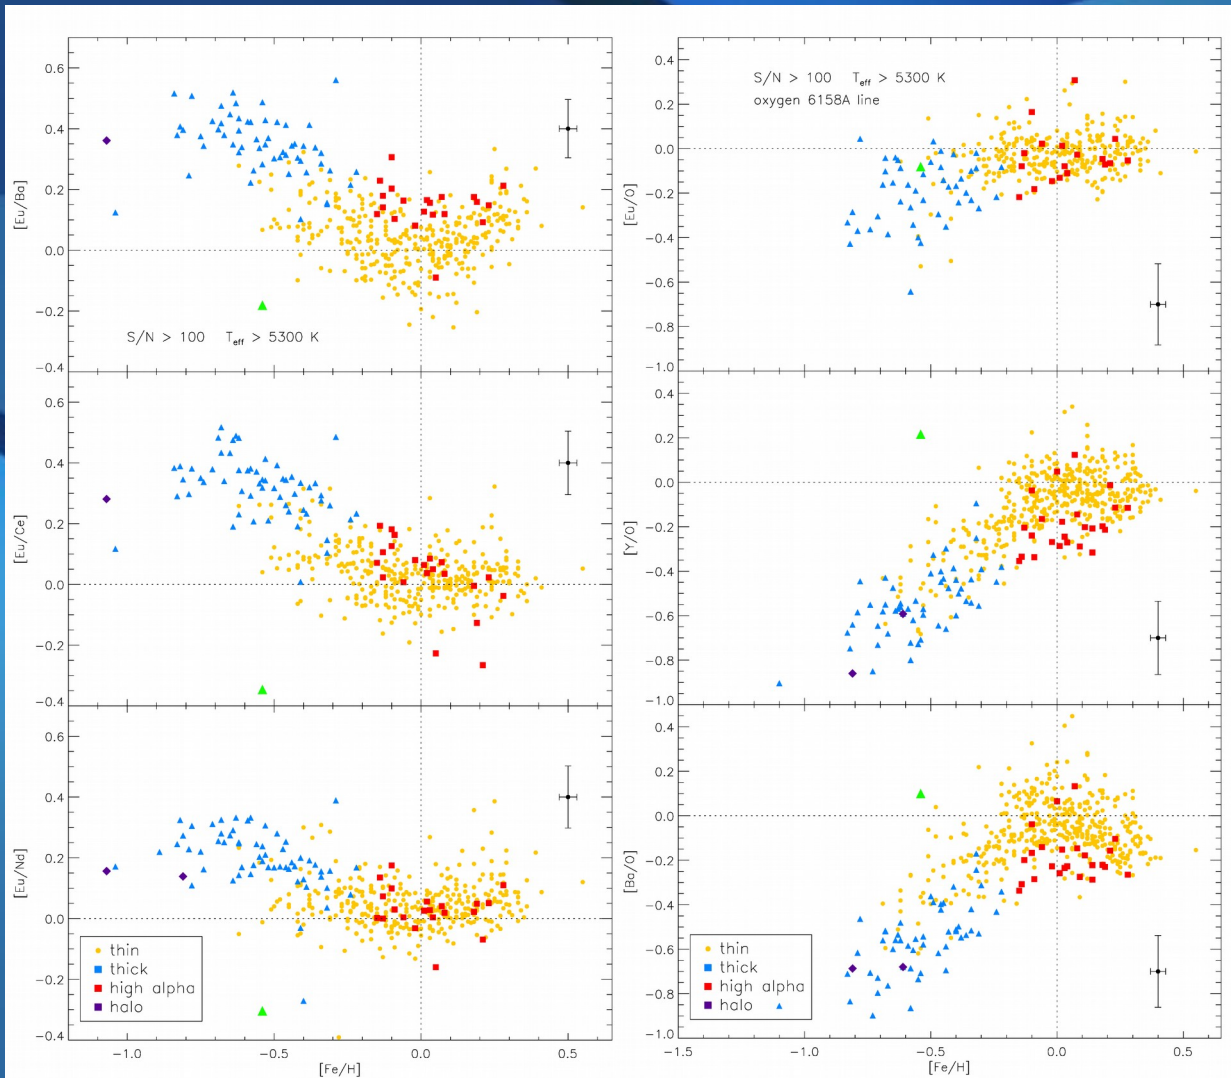 0.6
0.4
0.2
0.0
−0.2
−0.4
[Eu/Ba]
S/N > 100 Teff > 5300 K
0.6
0.4
0.2
0.0
−0.2
−0.4
[Eu/Ce]
0.6
0.4
0.2
0.0
−0.2
−0.4
[Eu/Nd]
thin
thick
high alpha
halo
−1.0 −0.5 0.0 0.5
[Fe/H]
S/N > 100 Teff > 5300 K
oxygen 6158A line
0.4
0.2
0.0
−0.2
−0.4
−0.6
−0.8
−1.0
[Eu/O]
0.4
0.2
0.0
−0.2
−0.4
−0.6
−0.8
−1.0
[Y/O]
0.4
0.2
0.0
−0.2
−0.4
−0.6
−0.8
−1.0
[Ba/O]
thin
thick
high alpha
halo
−1.5 −1.0 −0.5 0.0 0.5
[Fe/H]